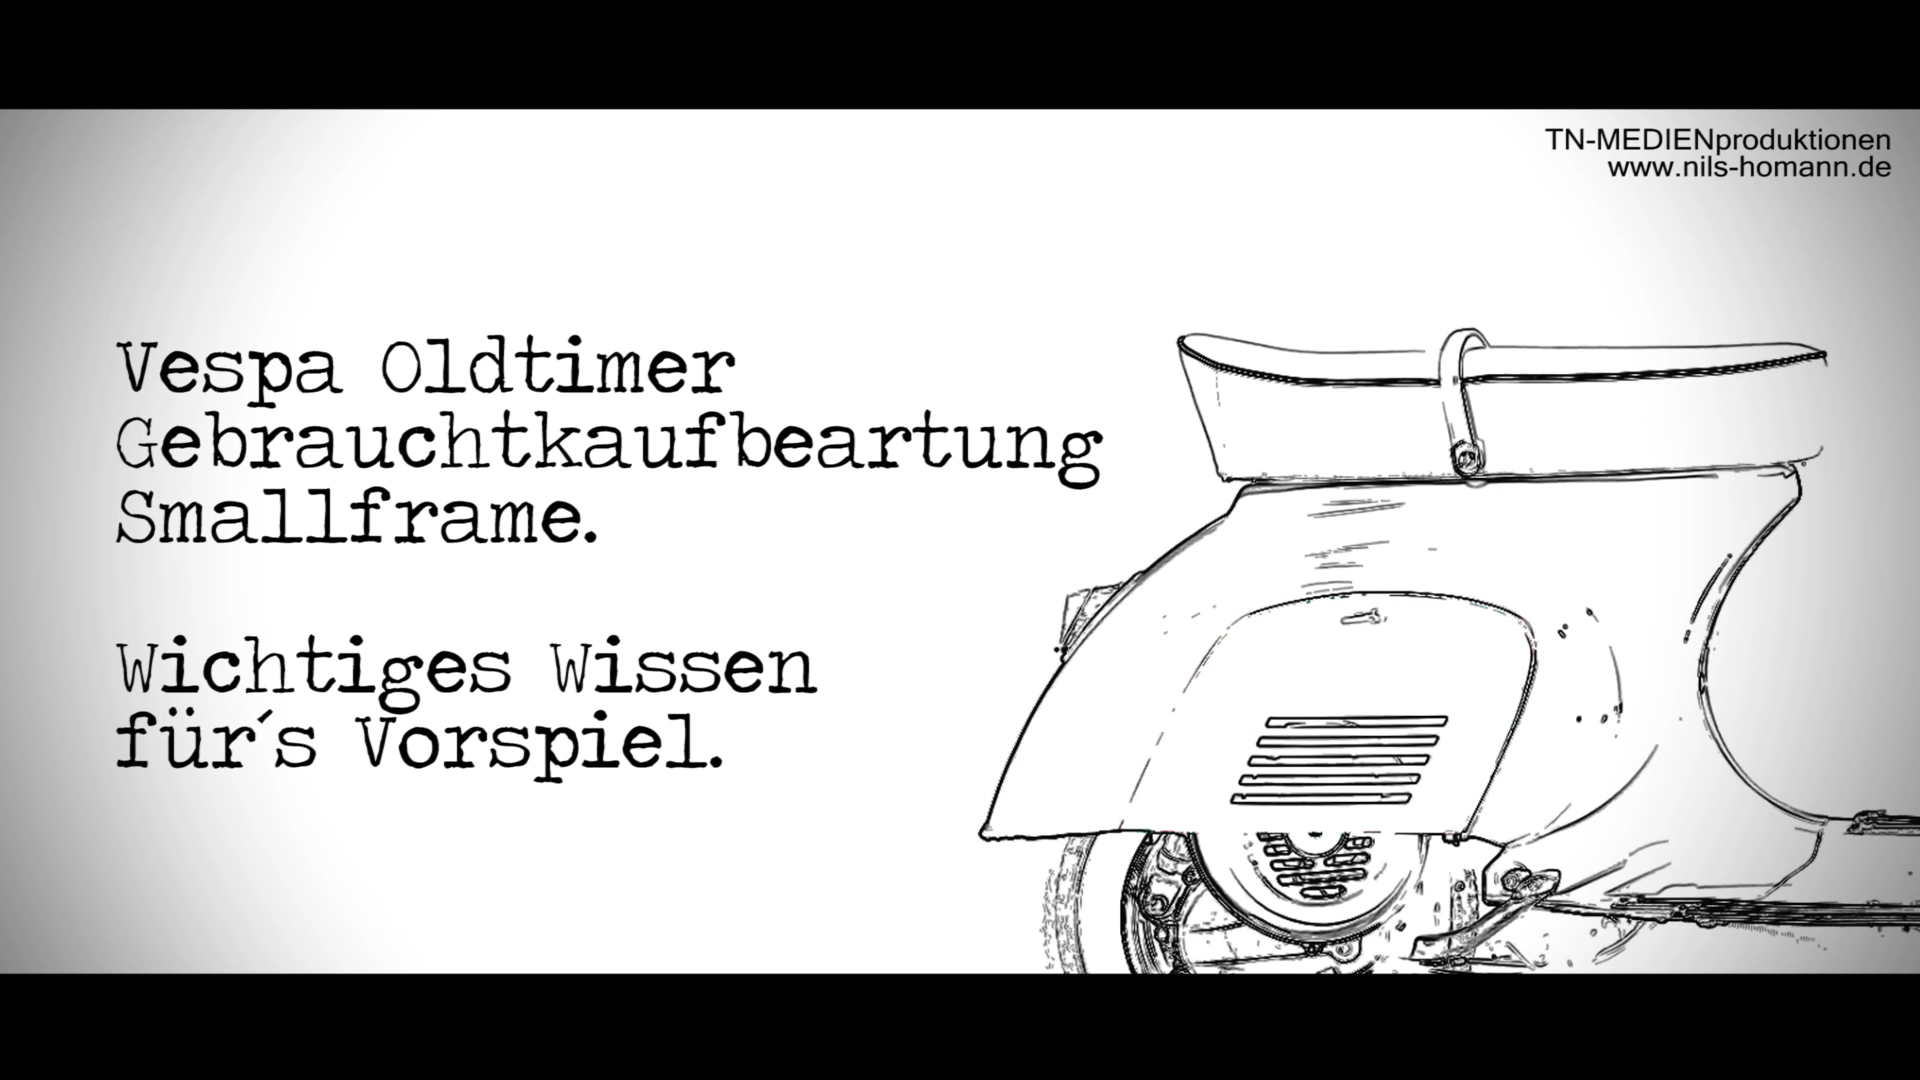 TN-MEDIENproduktionen
www.nils-homann.de
Vespa Oldtimer
Gebrauchtkaufbeartung
Smallframe.
Wichtiges Wissen
für´s Vorspiel.